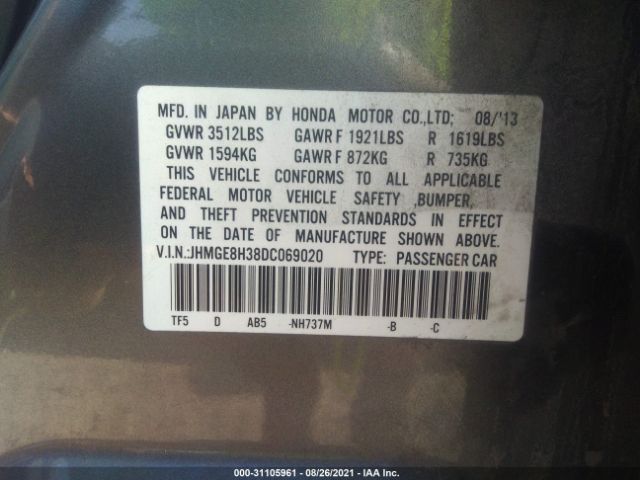 MFD. IN JAPAN BY HONDA MOTOR CO.,LTD; 08/'13
GVWR 3512LBS GAWR F 1921LBS R 1619LBS
GVWR 1594KG GAWR F 872KG R 735KG
THIS VEHICLE CONFORMS TO ALL APPLICABLE
FEDERAL MOTOR VEHICLE SAFETY ,BUMPER,
AND THEFT PREVENTION STANDARDS IN EFFECT
ON THE DATE OF MANUFACTURE SHOWN ABOVE.
V.I.N.:JHMGE8H38DC069020 TYPE: PASSENGER CAR
TF5 D AB5 -NH737M -B -C
000-31105961 - 08/26/2021 - IAA Inc.